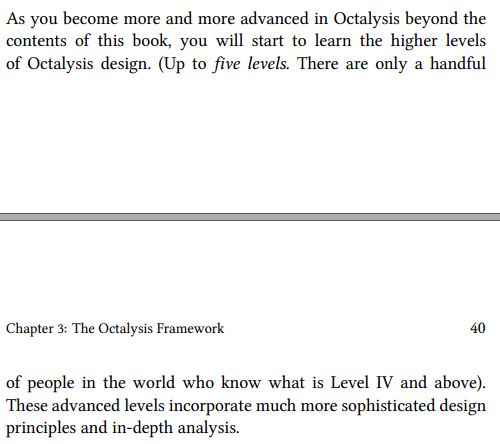 As you become more and more advanced in Octalysis beyond the
contents of this book, you will start to learn the higher levels
of Octalysis design. (Up to five levels. There are only a handful
Chapter 3: The Octalysis Framework 40
of people in the world who know what is Level IV and above).
These advanced levels incorporate much more sophisticated design
principles and in-depth analysis.